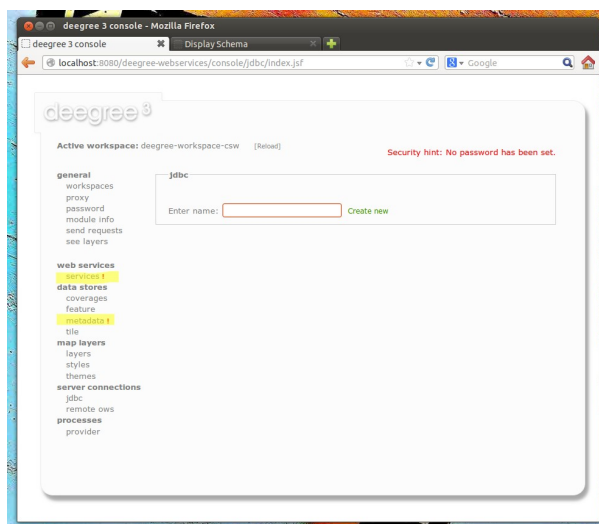 deegree 3 console - Mozilla Firefox
deegree 3 console Display Schema
localhost:8080/deegree-webservices/console/jdbc/index.jsf Google
deegree 3
Active workspace: deegree-workspace-csw [Reload]
Security hint: No password has been set.
general
workspaces
proxy
password
module info
send requests
see layers
web services
services !
data stores
coverages
feature
matadata !
tile
map layers
layers
styles
themes
server connections
jdbc
remote ows
processes
provider
jdbc
Enter name: Create new